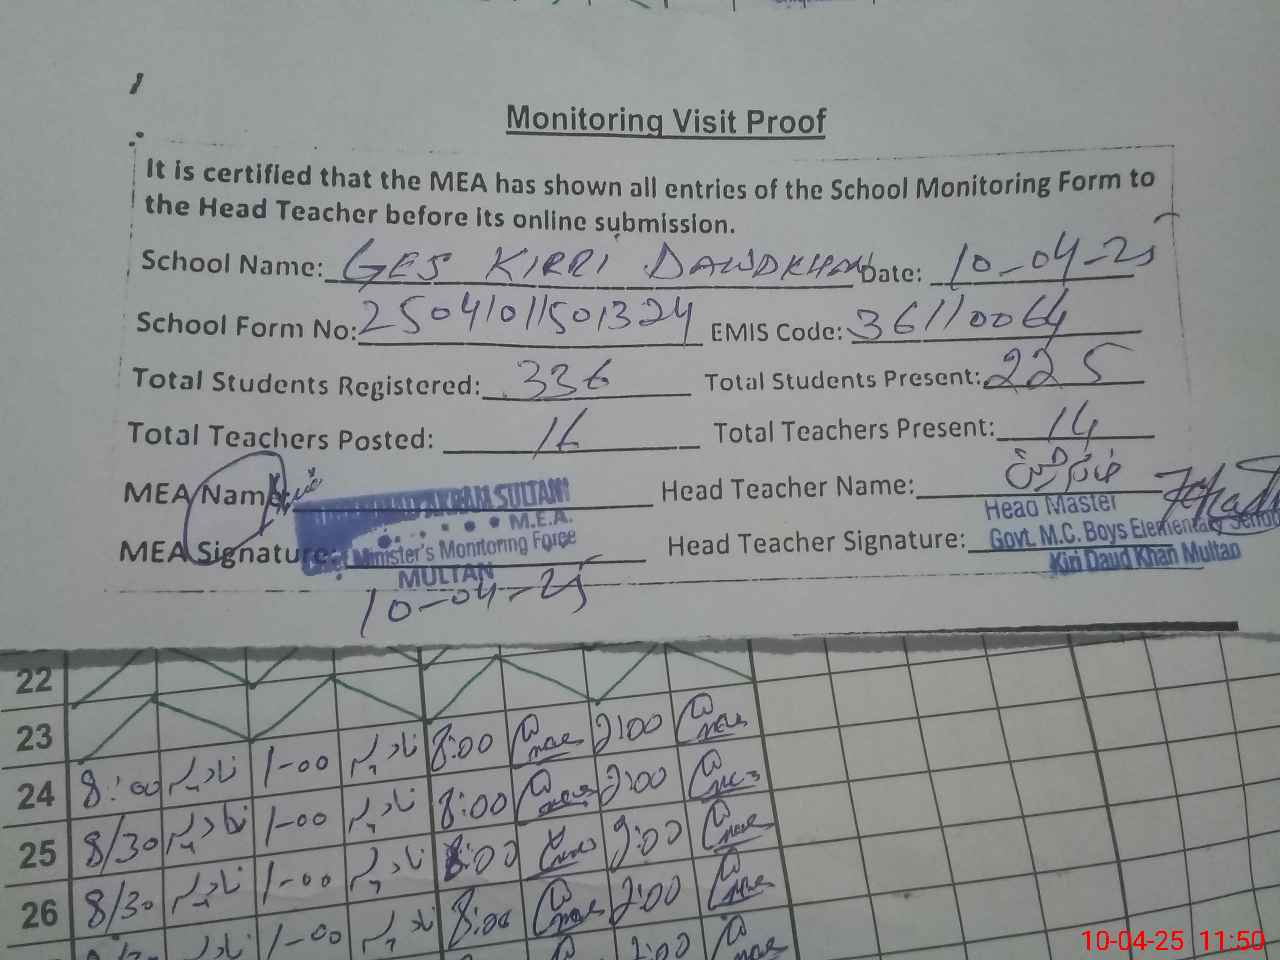 Monitoring Visit Proof
It is certified that the MEA has shown all entries of the School Monitoring Form to
the Head Teacher before its online submission.
School Name: GES KIRRI DAWDKHAN Date: 10-04-25
School Form No: 25041011501324 EMIS Code: 36110064
Total Students Registered: 336 Total Students Present: 225
Total Teachers Posted: 16 Total Teachers Present: 14
MEA Name: AKRAM SULTANI Head Teacher Name:
M.E.A. Head Master
MEA Signature: Minister's Monitoring Force Head Teacher Signature: Govt. M.C. Boys Elementary School
MULTAN Kiri Daud Khan Multan
10-04-25
22
23 8:00 2:00
24 8:00 1-00 8:00 2:00
25 8/30 1-00 8:00 2:00
26 8/30 1-00 8:00 2:00
1-00 2:00
10-04-25 11:50